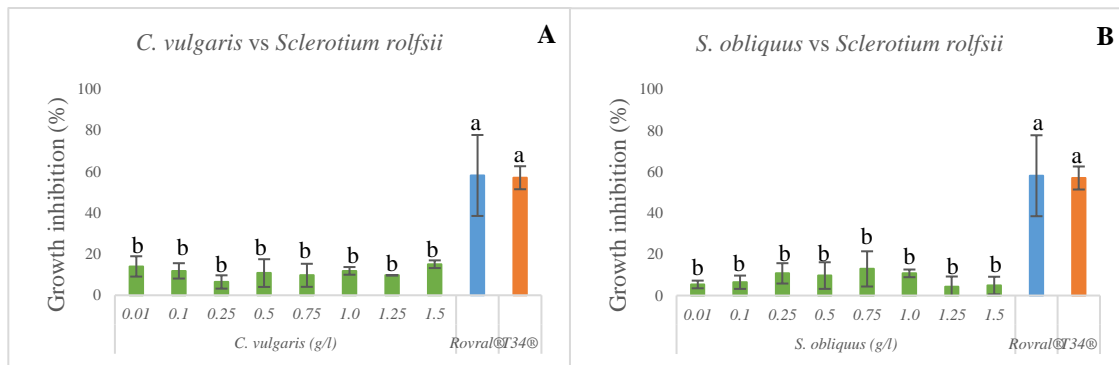 C. vulgaris vs Sclerotium rolfsii
A
Growth inhibition (%)
100
80
60
40
20
0
b b b b b b b b a a
0.01 0.1 0.25 0.5 0.75 1.0 1.25 1.5
C. vulgaris (g/l) Rovral® T34®
S. obliquus vs Sclerotium rolfsii
B
Growth inhibition (%)
100
80
60
40
20
0
b b b b b b b b a a
0.01 0.1 0.25 0.5 0.75 1.0 1.25 1.5
S. obliquus (g/l) Rovral® T34®